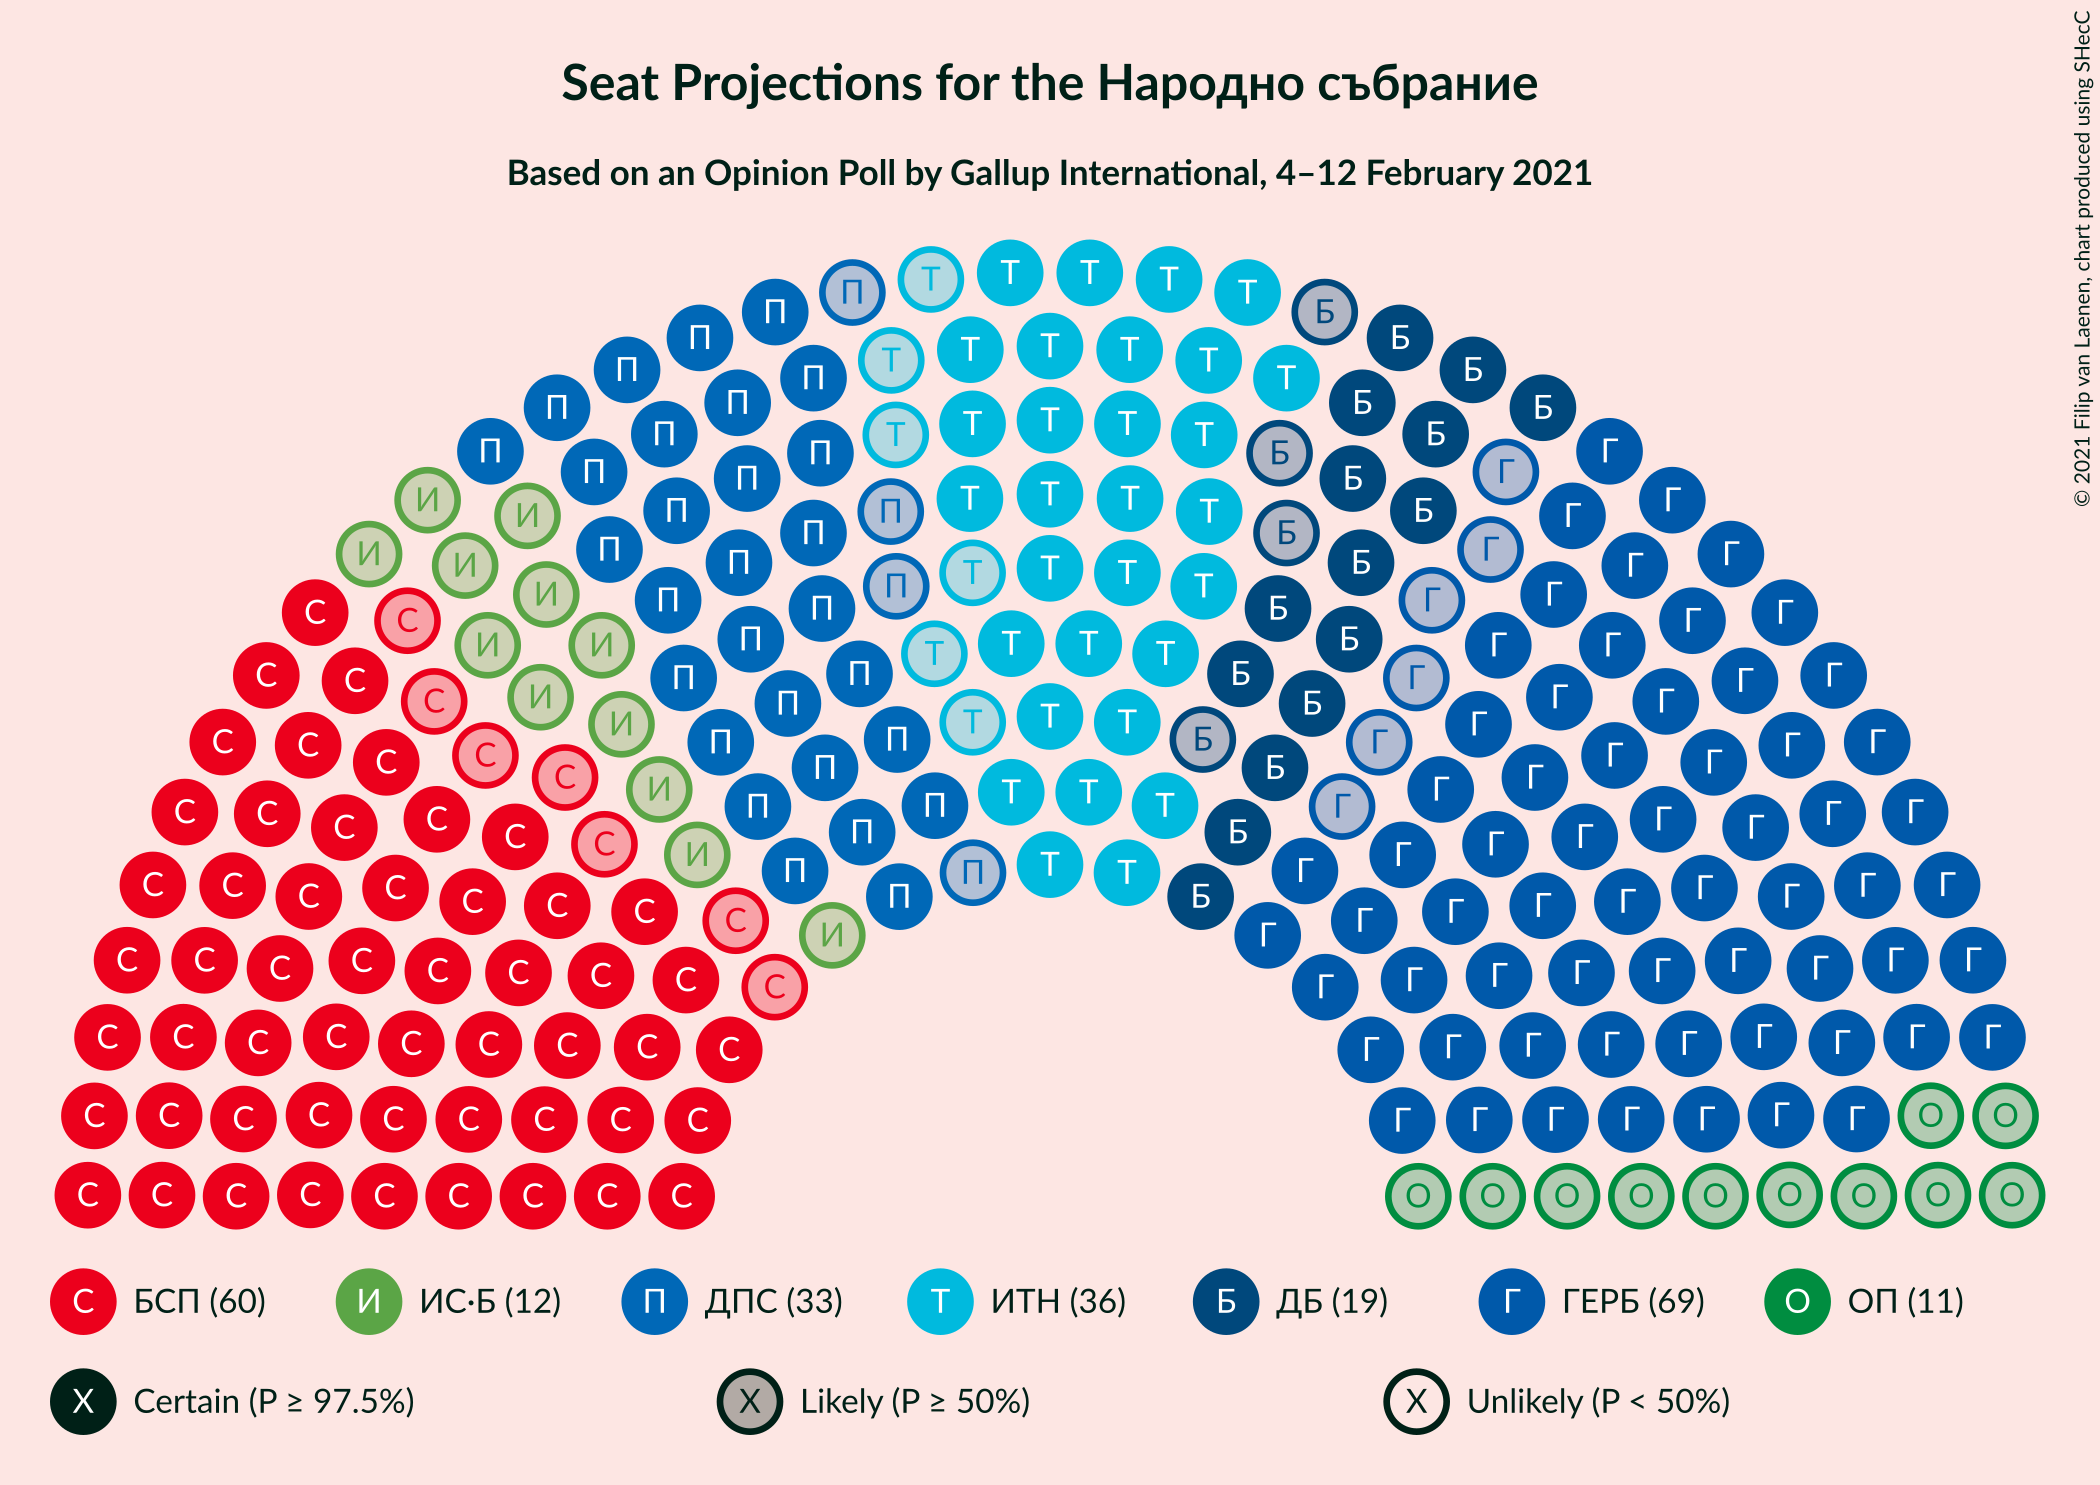 Seat Projections for the Народно събрание
Based on an Opinion Poll by Gallup International, 4–12 February 2021
© 2021 Filip van Laenen, chart produced using SHecC
С БСП (60) И ИС·Б (12) П ДПС (33) Т ИТН (36) Б ДБ (19) Г ГЕРБ (69) О ОП (11)
X Certain (P ≥ 97.5%) X Likely (P ≥ 50%) X Unlikely (P < 50%)